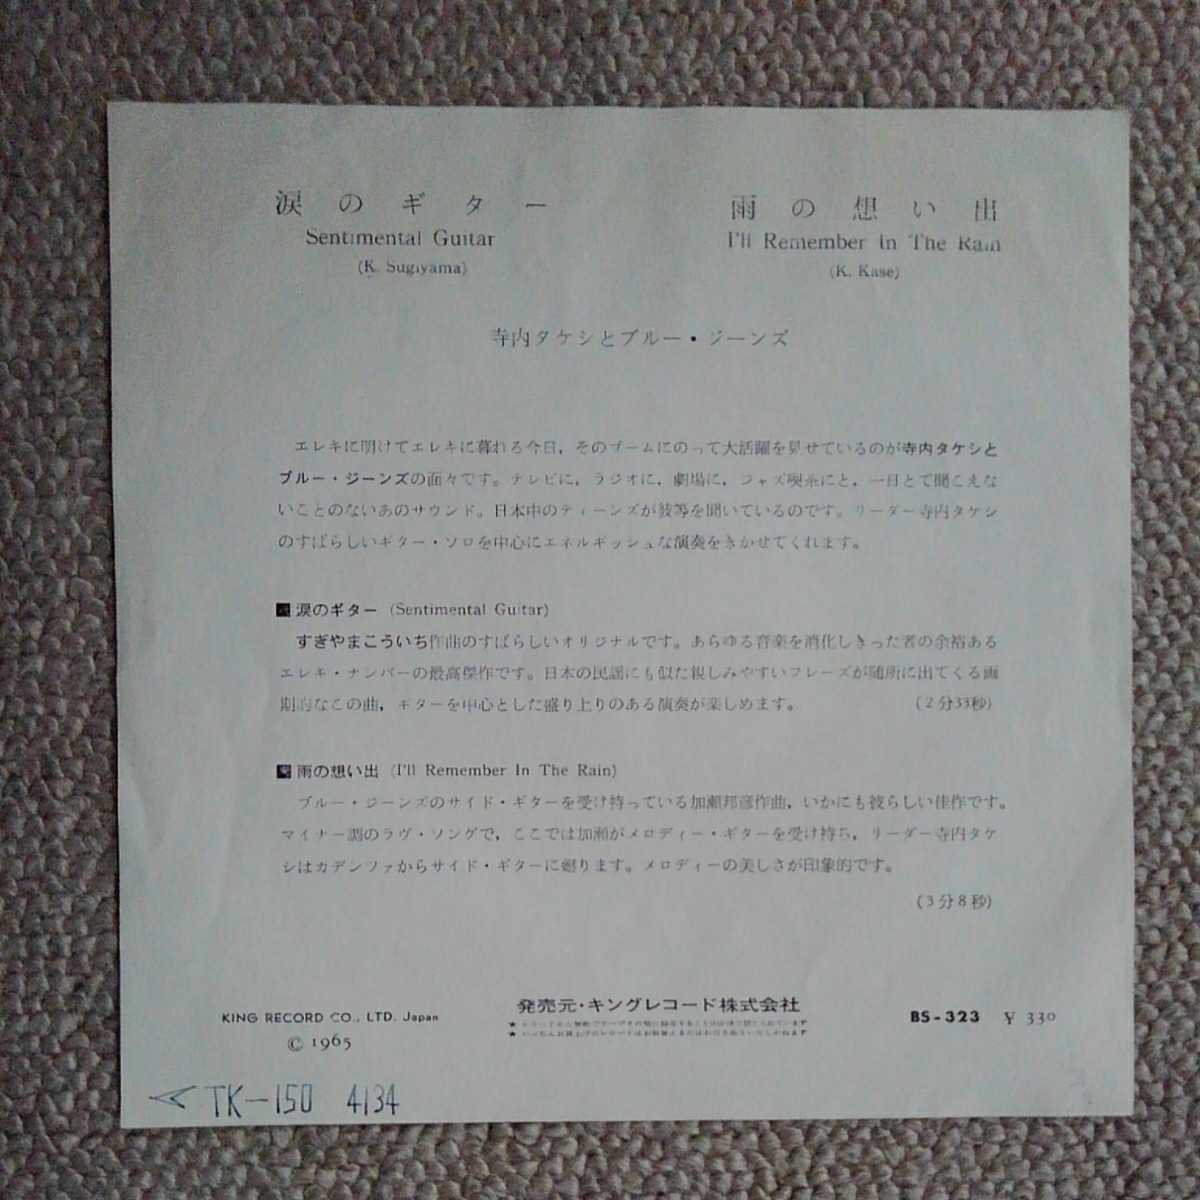 涙のギター
Sentimental Guitar
(K. Sugiyama)
雨の想い出
I'll Remember In The Rain
(K. Kase)
寺内タケシとブルー・ジーンズ
エレキに明けてエレキに暮れる今日，そのブームにのって大活躍を見せているのが寺内タケシと
ブルー・ジーンズの面々です。テレビに，ラジオに，劇場に，ジャズ喫茶にと，一日とて聞こえな
いことのないあのサウンド。日本中のティーンズが彼等を聞いているのです。リーダー寺内タケシ
のすばらしいギター・ソロを中心にエネルギッシュな演奏をきかせてくれます。
涙のギター (Sentimental Guitar)
すぎやまこういち作曲のすばらしいオリジナルです。あらゆる音楽を消化しきった者の余裕ある
エレキ・ナンバーの最高傑作です。日本の民謡にも似た親しみやすいフレーズが随所に出てくる画
期的なこの曲，ギターを中心とした盛り上りのある演奏が楽しめます。 (2分33秒)
雨の想い出 (I'll Remember In The Rain)
ブルー・ジーンズのサイド・ギターを受け持っている加瀬邦彦作曲，いかにも彼らしい佳作です。
マイナー調のラヴ・ソングで，ここでは加瀬がメロディー・ギターを受け持ち，リーダー寺内タケ
シはカデンツァからサイド・ギターに廻ります。メロディーの美しさが印象的です。
(3分8秒)
KING RECORD CO., LTD. Japan
© 1965
発売元・キングレコード株式会社
BS-323 ¥ 330
TK-150 4134